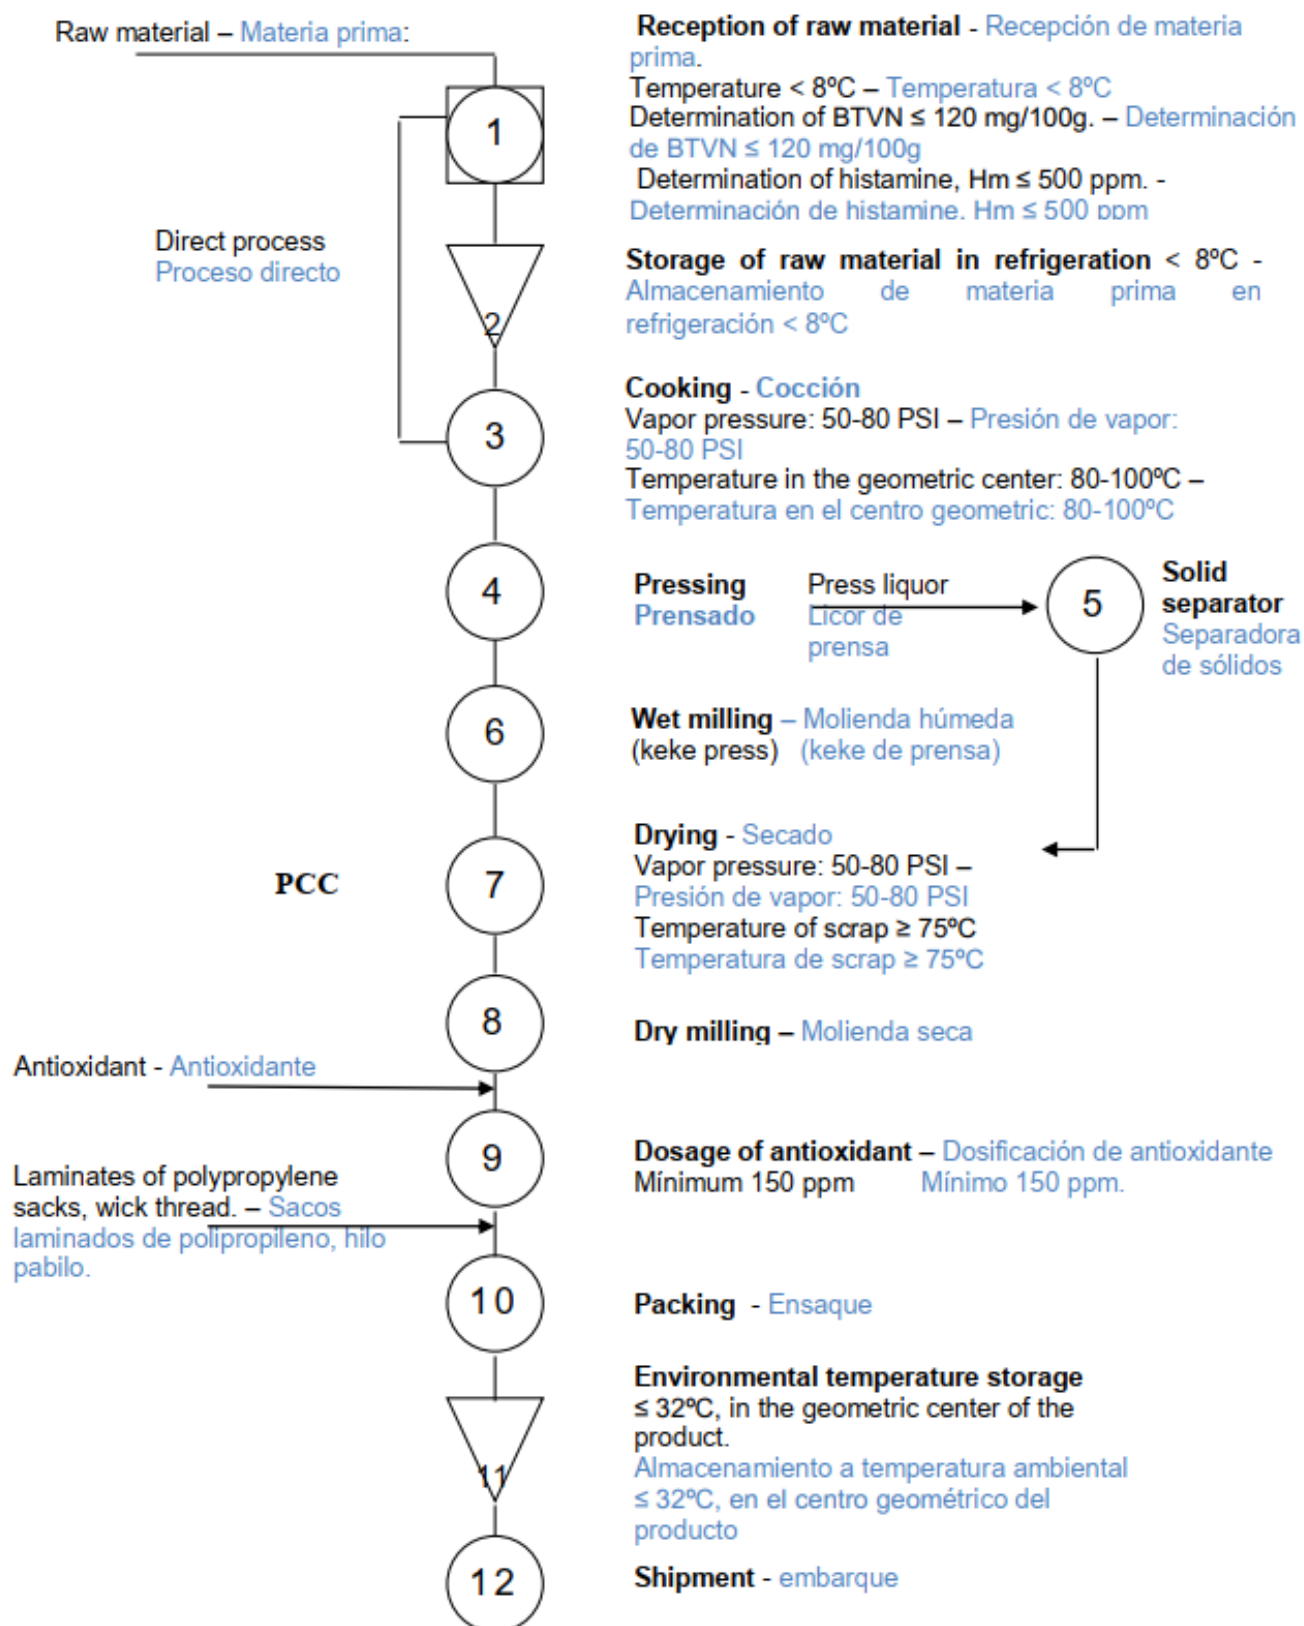 Raw material – Materia prima:
Reception of raw material - Recepción de materia
prima.
Temperature < 8ºC – Temperatura < 8ºC
Determination of BTVN ≤ 120 mg/100g. – Determinación
de BTVN ≤ 120 mg/100g
Determination of histamine, Hm ≤ 500 ppm. -
Determinación de histamine. Hm ≤ 500 ppm
1
Direct process
Proceso directo
2
Storage of raw material in refrigeration < 8ºC -
Almacenamiento de materia prima en
refrigeración < 8ºC
3
Cooking - Cocción
Vapor pressure: 50-80 PSI – Presión de vapor:
50-80 PSI
Temperature in the geometric center: 80-100ºC –
Temperatura en el centro geometric: 80-100ºC
4
Pressing
Prensado
Press liquor
Licor de
prensa
5
Solid
separator
Separadora
de sólidos
6
Wet milling – Molienda húmeda
(keke press) (keke de prensa)
PCC
7
Drying - Secado
Vapor pressure: 50-80 PSI –
Presión de vapor: 50-80 PSI
Temperature of scrap ≥ 75ºC
Temperatura de scrap ≥ 75ºC
8
Dry milling – Molienda seca
Antioxidant - Antioxidante
9
Dosage of antioxidant – Dosificación de antioxidante
Mínimum 150 ppm Mínimo 150 ppm.
Laminates of polypropylene
sacks, wick thread. – Sacos
laminados de polipropileno, hilo
pabilo.
10
Packing - Ensaque
11
Environmental temperature storage
≤ 32ºC, in the geometric center of the
product.
Almacenamiento a temperatura ambiental
≤ 32ºC, en el centro geométrico del
producto
12
Shipment - embarque